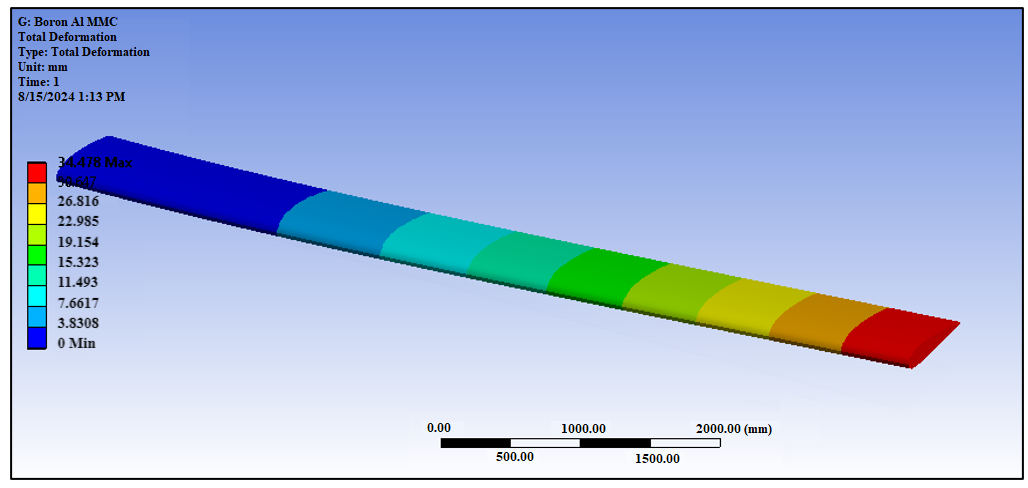 G: Boron Al MMC
Total Deformation
Type: Total Deformation
Unit: mm
Time: 1
8/15/2024 1:13 PM
34.478 Max
30.647
26.816
22.985
19.154
15.323
11.493
7.6617
3.8308
0 Min
0.00 1000.00 2000.00 (mm)
500.00 1500.00